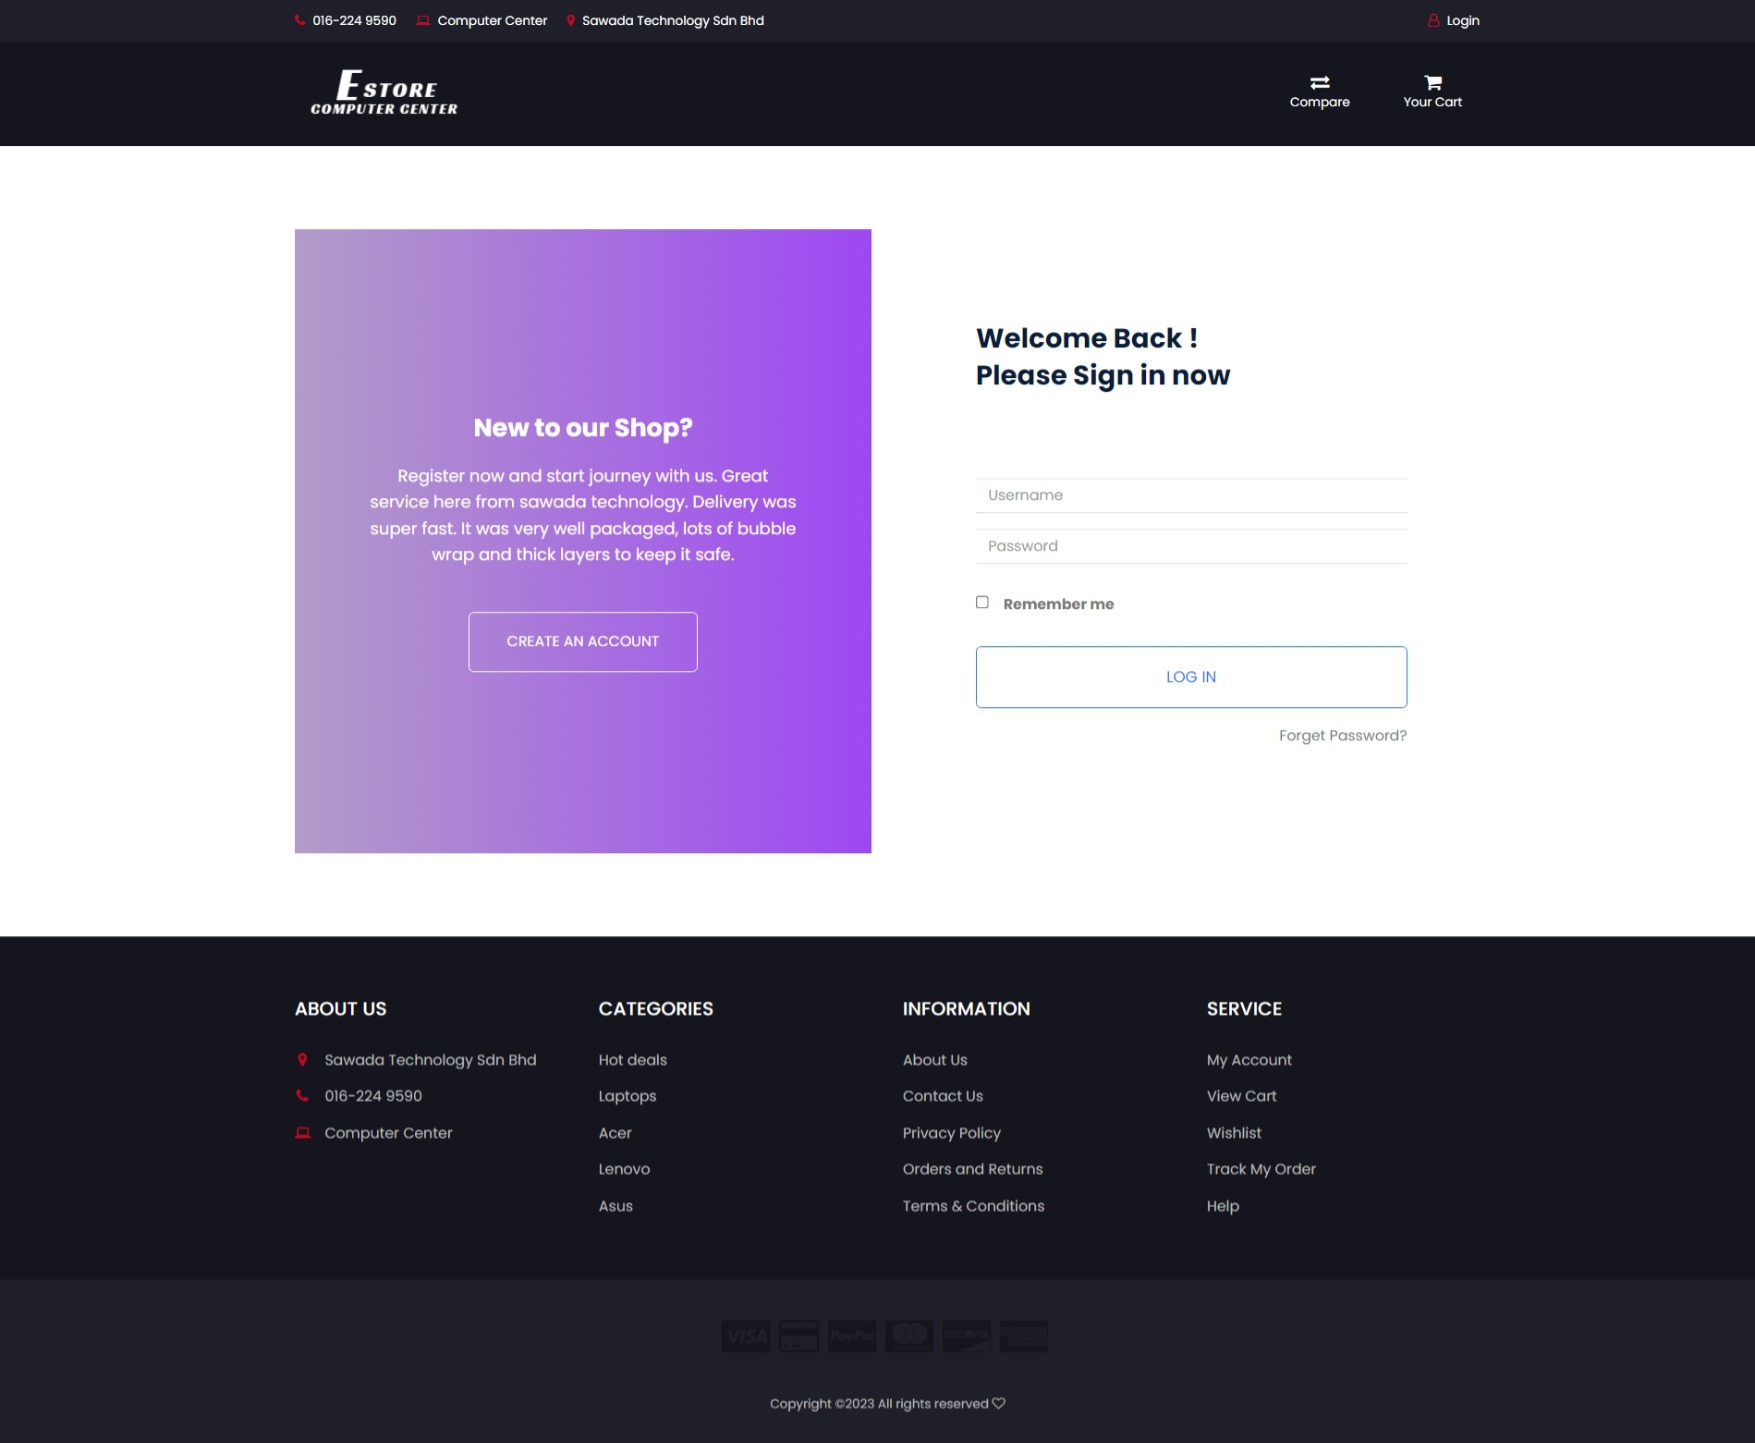 016-224 9590 Computer Center Sawada Technology Sdn Bhd Login
E STORE
COMPUTER CENTER
Compare Your Cart
New to our Shop?
Register now and start journey with us. Great
service here from sawada technology. Delivery was
super fast. It was very well packaged, lots of bubble
wrap and thick layers to keep it safe.
CREATE AN ACCOUNT
Welcome Back !
Please Sign in now
Username
Password
Remember me
LOG IN
Forget Password?
ABOUT US
Sawada Technology Sdn Bhd
016-224 9590
Computer Center
CATEGORIES
Hot deals
Laptops
Acer
Lenovo
Asus
INFORMATION
About Us
Contact Us
Privacy Policy
Orders and Returns
Terms & Conditions
SERVICE
My Account
View Cart
Wishlist
Track My Order
Help
VISA PayPal DISCOVER
Copyright ©2023 All rights reserved